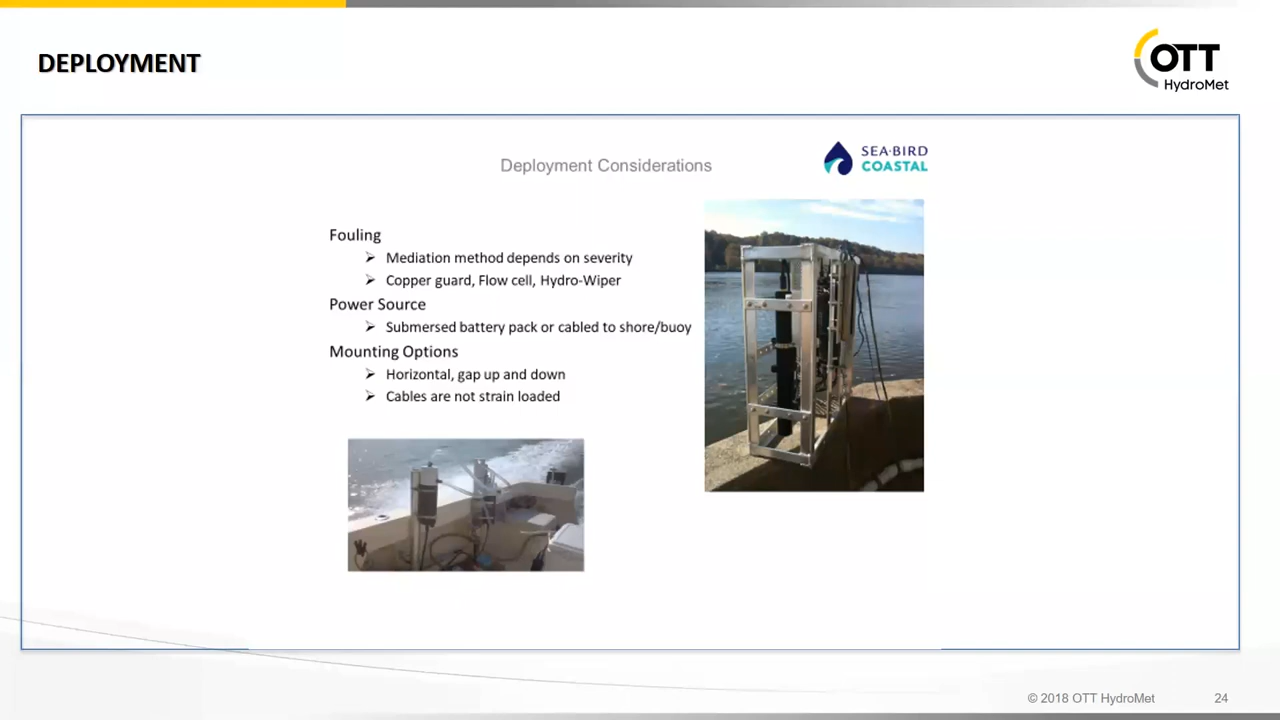 DEPLOYMENT
OTT
HydroMet
Deployment Considerations
SEA·BIRD
COASTAL
Fouling
➢ Mediation method depends on severity
➢ Copper guard, Flow cell, Hydro-Wiper
Power Source
➢ Submersed battery pack or cabled to shore/buoy
Mounting Options
➢ Horizontal, gap up and down
➢ Cables are not strain loaded
© 2018 OTT HydroMet
24